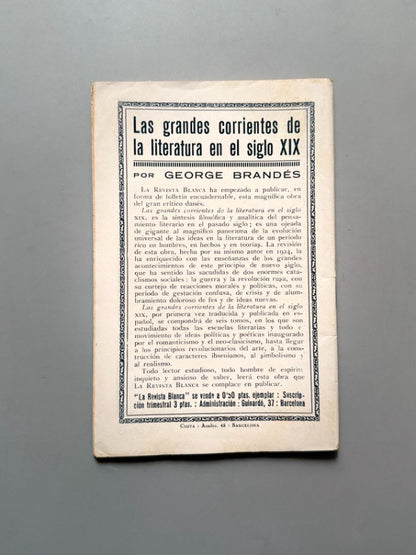 Las grandes corrientes de
la literatura en el siglo XIX
POR GEORGE BRANDÉS
LA REVISTA BLANCA ha empezado a publicar, en
forma de folletín encuadernable, esta magnífica obra
del gran crítico danés.
Las grandes corrientes de la literatura en el siglo
XIX, es la síntesis filosófica y analítica del pensa-
miento literario en el pasado siglo; es una ojeada
de gigante al magnífico panorama de la evolución
universal de las ideas en la literatura de un período
rico en hombres, en hechos y en teorías. La revisión
de esta obra, hecha por su mismo autor en 1924, la
ha enriquecido con las enseñanzas de los grandes
acontecimientos de este principio de nuevo siglo,
que ha sentido las sacudidas de dos enormes cata-
clismos sociales: la guerra y la revolución rusa, con
su cortejo de reacciones morales y políticas, con su
período de gestación confusa, de crisis y de alum-
bramiento doloroso de fes y de ideas nuevas.
Las grandes corrientes de la literatura en el siglo
XIX, por primera vez traducida y publicada en es-
pañol, se compondrá de seis tomos, en los que son
estudiadas todas las escuelas literarias y todo e
movimiento de ideas políticas y poéticas inaugurado
por el romanticismo y el neo-clasicismo, hasta llegar
a los principios revolucionarios del arte, a la cons-
trucción de caracteres ibsenianos, al simbolismo y
al realismo.
Todo lector estudioso, todo hombre de espíritu
inquieto y ansioso de saber, leerá esta obra que
LA REVISTA BLANCA se complace en publicar.
"La Revista Blanca" se vende a 0'50 ptas. ejemplar : Suscrip-
ción trimestral 3 ptas. : Administración : Guinardó, 37 : Barcelona
COSTA · Asalto, 45 · BARCELONA